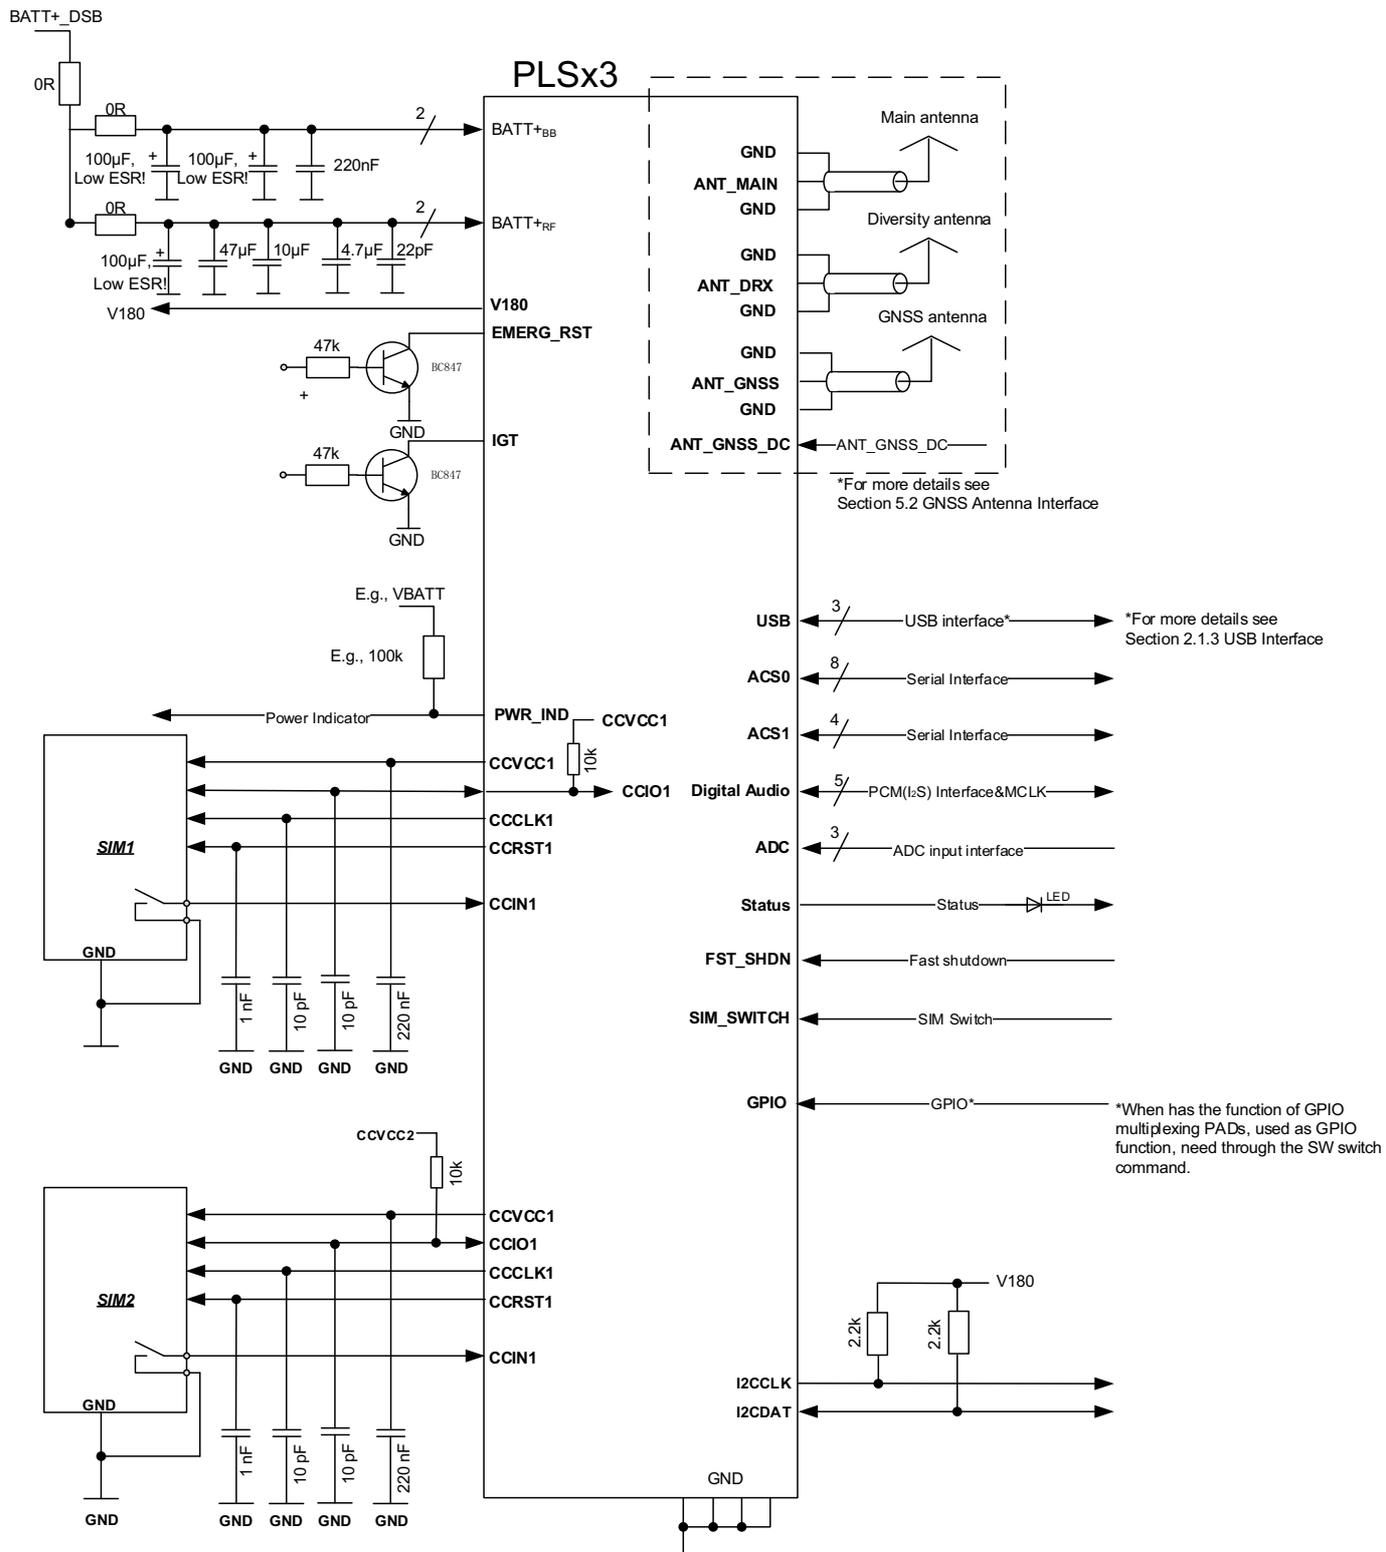 BATT+_DSB
PLSx3
0R
0R
2
BATT+BB
100µF,
Low ESR!
+
100µF,
Low ESR!
+
220nF
0R
2
BATT+RF
100µF,
Low ESR!
+
47µF
10µF
4.7µF
22pF
V180
V180
EMERG_RST
47k
+
BC847
GND
IGT
47k
BC847
GND
E.g., VBATT
E.g., 100k
Power Indicator
PWR_IND
CCVCC1
10k
CCVCC1
CCIO1
CCCLK1
CCRST1
CCIN1
SIM1
GND
1 nF
10 pF
10 pF
220 nF
GND
GND
GND
GND
CCVCC2
10k
CCVCC1
CCIO1
CCCLK1
CCRST1
CCIN1
SIM2
GND
1 nF
10 pF
10 pF
220 nF
GND
GND
GND
GND
GND
Main antenna
GND
ANT_MAIN
GND
Diversity antenna
GND
ANT_DRX
GND
GNSS antenna
GND
ANT_GNSS
GND
ANT_GNSS_DC
ANT_GNSS_DC
*For more details see
Section 5.2 GNSS Antenna Interface
USB
3
USB interface*
*For more details see
Section 2.1.3 USB Interface
ACS0
8
Serial Interface
ACS1
4
Serial Interface
Digital Audio
5
PCM(I2S) Interface&MCLK
ADC
3
ADC input interface
Status
Status
LED
FST_SHDN
Fast shutdown
SIM_SWITCH
SIM Switch
GPIO
GPIO*
*When has the function of GPIO
multiplexing PADs, used as GPIO
function, need through the SW switch
command.
V180
2.2k
2.2k
I2CCLK
I2CDAT
GND